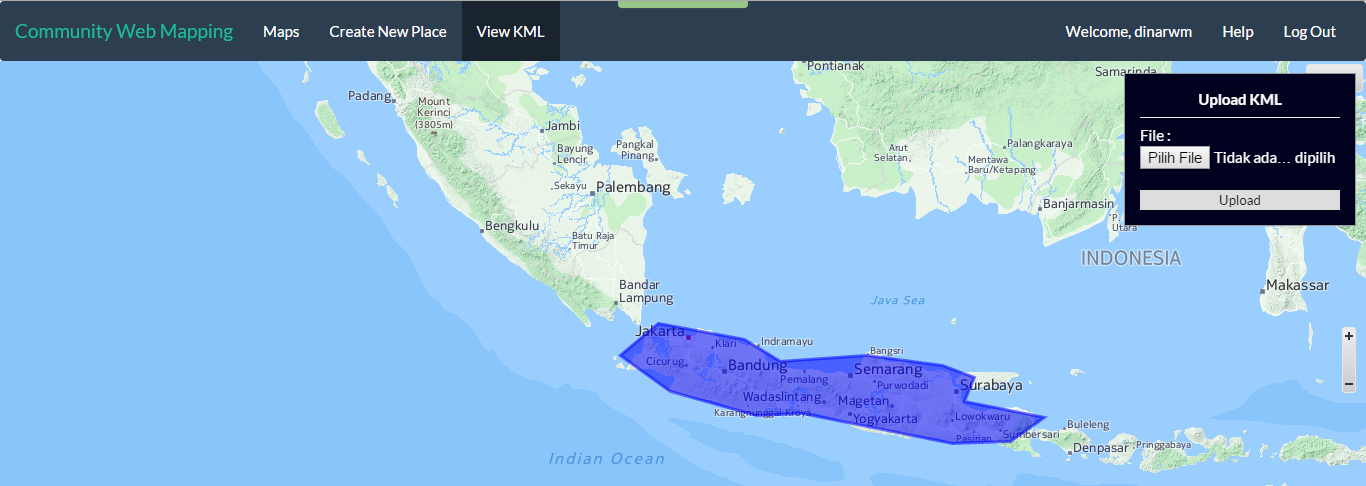 Community Web Mapping Maps Create New Place View KML Welcome, dinarwm Help Log Out
Pontianak
Samarinda
Padang
Mount
Kerinci
(3805m)
Jambi
Bayung
Lencir
Pangkal
Pinang
Sekayu
Palembang
Bengkulu
Batu Raja
Timur
Bandar
Lampung
Arut
Selatan
Palangkaraya
Mentawa
Baru/Ketapang
Banjarmasin
P.
Utara
INDONESIA
Makassar
Java Sea
Upload KML
File :
Pilih File Tidak ada... dipilih
Upload
+
−
Jakarta
Klari
Indramayu
Cicurug
Bandung
Bangsri
Semarang
Pemalang
Purwodadi
Surabaya
Wadaslintang
Magetan
Karangnunggal
Kroya
Yogyakarta
Lowokwaru
Pasirian
Sumbersari
Buleleng
Denpasar
Pringgabaya
Indian Ocean